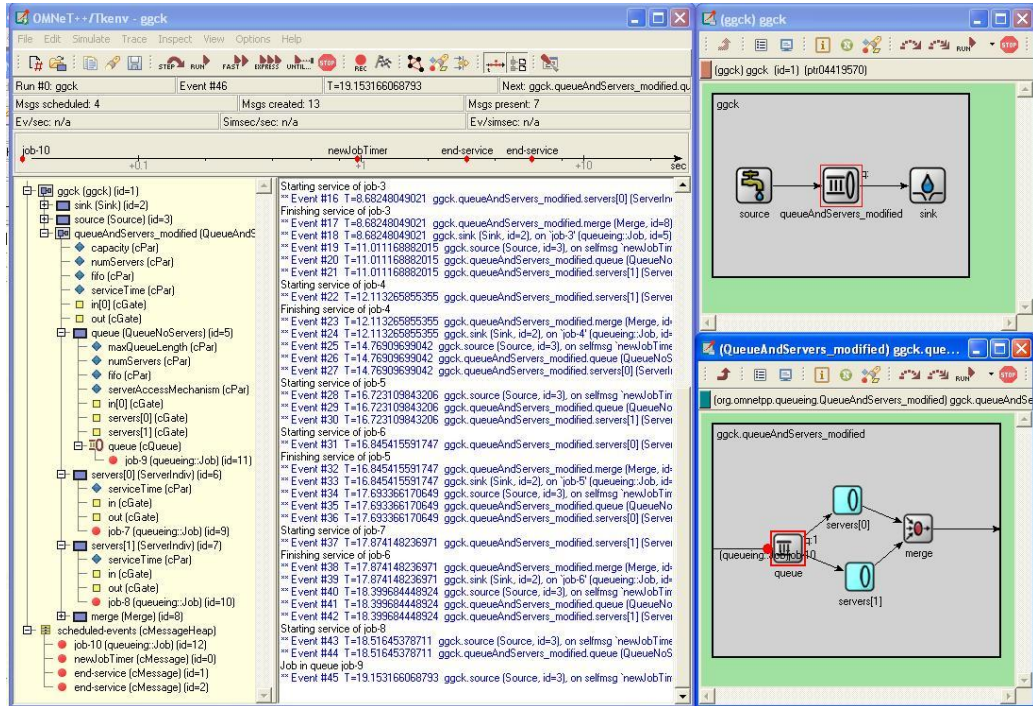 OMNeT++/Tkenv - ggck
File Edit Simulate Trace Inspect View Options Help
STEP RUN FAST EXPRESS UNTIL... STOP REC
Run #0: ggck Event #46 T=19.153166068793 Next: ggck.queueAndServers_modified.qu
Msgs scheduled: 4 Msgs created: 13 Msgs present: 7
Ev/sec: n/a Simsec/sec: n/a Ev/simsec: n/a
job-10 newJobTimer end-service end-service
+0.1 +1 +10 sec
ggck (ggck) (id=1)
sink (Sink) (id=2)
source (Source) (id=3)
queueAndServers_modified (QueueAndS
capacity (cPar)
numServers (cPar)
fifo (cPar)
serviceTime (cPar)
in[0] (cGate)
out (cGate)
queue (QueueNoServers) (id=5)
maxQueueLength (cPar)
numServers (cPar)
fifo (cPar)
serverAccessMechanism (cPar)
in[0] (cGate)
servers[0] (cGate)
servers[1] (cGate)
queue (cQueue)
job-9 (queueing::Job) (id=11)
servers[0] (ServerIndiv) (id=6)
serviceTime (cPar)
in (cGate)
out (cGate)
job-7 (queueing::Job) (id=9)
servers[1] (ServerIndiv) (id=7)
serviceTime (cPar)
in (cGate)
out (cGate)
job-8 (queueing::Job) (id=10)
merge (Merge) (id=8)
scheduled-events (cMessageHeap)
job-10 (queueing::Job) (id=12)
newJobTimer (cMessage) (id=0)
end-service (cMessage) (id=1)
end-service (cMessage) (id=2)
Starting service of job-3
** Event #16 T=8.68248049021 ggck.queueAndServers_modified.servers[0] (ServerIn
Finishing service of job-3
** Event #17 T=8.68248049021 ggck.queueAndServers_modified.merge (Merge, id=8)
** Event #18 T=8.68248049021 ggck.sink (Sink, id=2), on `job-3' (queueing::Job, id=5)
** Event #19 T=11.011168882015 ggck.source (Source, id=3), on selfmsg `newJobTim
** Event #20 T=11.011168882015 ggck.queueAndServers_modified.queue (QueueNo
** Event #21 T=11.011168882015 ggck.queueAndServers_modified.servers[1] (Server
Starting service of job-4
** Event #22 T=12.113265855355 ggck.queueAndServers_modified.servers[1] (Server
Finishing service of job-4
** Event #23 T=12.113265855355 ggck.queueAndServers_modified.merge (Merge, id=
** Event #24 T=12.113265855355 ggck.sink (Sink, id=2), on `job-4' (queueing::Job, id=
** Event #25 T=14.76909699042 ggck.source (Source, id=3), on selfmsg `newJobTime
** Event #26 T=14.76909699042 ggck.queueAndServers_modified.queue (QueueNoS
** Event #27 T=14.76909699042 ggck.queueAndServers_modified.servers[0] (ServerI
Starting service of job-5
** Event #28 T=16.723109843206 ggck.source (Source, id=3), on selfmsg `newJobTim
** Event #29 T=16.723109843206 ggck.queueAndServers_modified.queue (QueueNo
** Event #30 T=16.723109843206 ggck.queueAndServers_modified.servers[1] (Server
Starting service of job-6
** Event #31 T=16.845415591747 ggck.queueAndServers_modified.servers[0] (Server
Finishing service of job-5
** Event #32 T=16.845415591747 ggck.queueAndServers_modified.merge (Merge, id=
** Event #33 T=16.845415591747 ggck.sink (Sink, id=2), on `job-5' (queueing::Job, id=
** Event #34 T=17.693366170649 ggck.source (Source, id=3), on selfmsg `newJobTim
** Event #35 T=17.693366170649 ggck.queueAndServers_modified.queue (QueueNo
** Event #36 T=17.693366170649 ggck.queueAndServers_modified.servers[0] (Server
Starting service of job-7
** Event #37 T=17.874148236971 ggck.queueAndServers_modified.servers[1] (Server
Finishing service of job-6
** Event #38 T=17.874148236971 ggck.queueAndServers_modified.merge (Merge, id=
** Event #39 T=17.874148236971 ggck.sink (Sink, id=2), on `job-6' (queueing::Job, id=
** Event #40 T=18.399684448924 ggck.source (Source, id=3), on selfmsg `newJobTim
** Event #41 T=18.399684448924 ggck.queueAndServers_modified.queue (QueueNo
** Event #42 T=18.399684448924 ggck.queueAndServers_modified.servers[1] (Server
Starting service of job-8
** Event #43 T=18.51645378711 ggck.source (Source, id=3), on selfmsg `newJobTime
** Event #44 T=18.51645378711 ggck.queueAndServers_modified.queue (QueueNoS
Job in queue job-9
** Event #45 T=19.153166068793 ggck.source (Source, id=3), on selfmsg `newJobTim
(ggck) ggck
RUN STOP
(ggck) ggck (id=1) (ptr04419570)
ggck
source queueAndServers_modified sink
(QueueAndServers_modified) ggck.que...
RUN STOP
(org.omnetpp.queueing.QueueAndServers_modified) ggck.queueAndSe
ggck.queueAndServers_modified
servers[0]
queue
merge
servers[1]